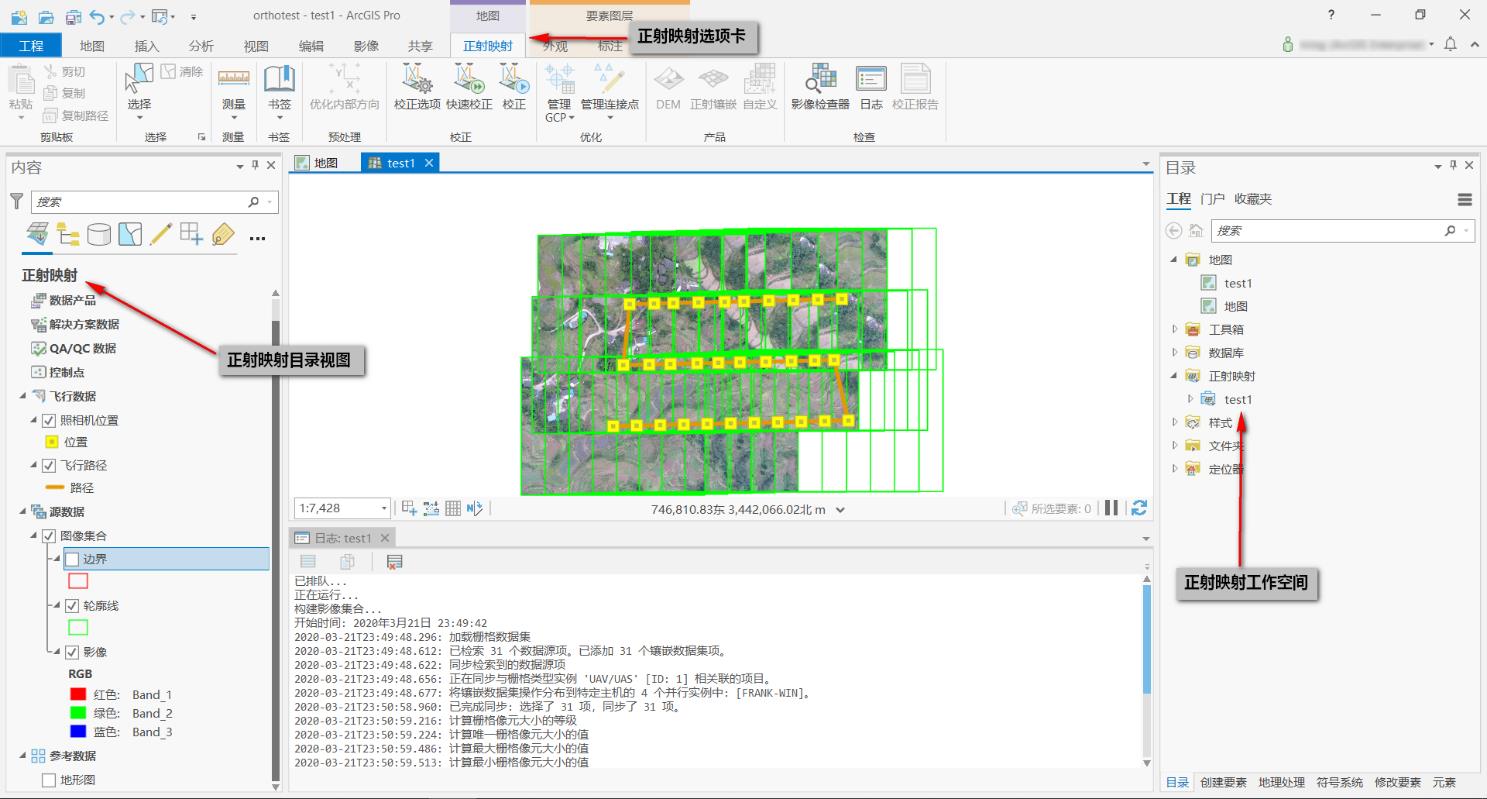 orthotest - test1 - ArcGIS Pro
地图
要素图层
?
工程 地图 插入 分析 视图 编辑 影像 共享 正射映射 外观 标注
正射映射选项卡
粘贴
剪切
复制
复制路径
剪贴板
选择
清除
选择
测量
测量
书签
书签
优化内部方向
预处理
校正选项 快速校正 校正
校正
管理
GCP
管理连接点
优化
DEM 正射镶嵌 自定义
产品
影像检查器 日志 校正报告
检查
内容
搜索
正射映射
数据产品
解决方案数据
QA/QC 数据
控制点
飞行数据
照相机位置
位置
飞行路径
路径
源数据
图像集合
边界
轮廓线
影像
RGB
红色: Band_1
绿色: Band_2
蓝色: Band_3
参考数据
地形图
正射映射目录视图
地图 test1
1:7,428
746,810.83东 3,442,066.02北 m
所选要素: 0
日志: test1
已排队...
正在运行...
构建影像集合...
开始时间: 2020年3月21日 23:49:42
2020-03-21T23:49:48.296: 加载栅格数据集
2020-03-21T23:49:48.612: 已检索 31 个数据源项。已添加 31 个镶嵌数据集项。
2020-03-21T23:49:48.622: 同步检索到的数据源项
2020-03-21T23:49:48.656: 正在同步与栅格类型实例 'UAV/UAS' [ID: 1] 相关联的项目。
2020-03-21T23:49:48.677: 将镶嵌数据集操作分布到特定主机的 4 个并行实例中: [FRANK-WIN]。
2020-03-21T23:50:58.960: 已完成同步: 选择了 31 项, 同步了 31 项。
2020-03-21T23:50:59.216: 计算栅格像元大小的等级
2020-03-21T23:50:59.224: 计算唯一栅格像元大小的值
2020-03-21T23:50:59.486: 计算最大栅格像元大小的值
2020-03-21T23:50:59.513: 计算最小栅格像元大小的值
目录
工程 门户 收藏夹
搜索
地图
test1
地图
工具箱
数据库
正射映射
test1
样式
文件夹
定位器
正射映射工作空间
目录 创建要素 地理处理 符号系统 修改要素 元素